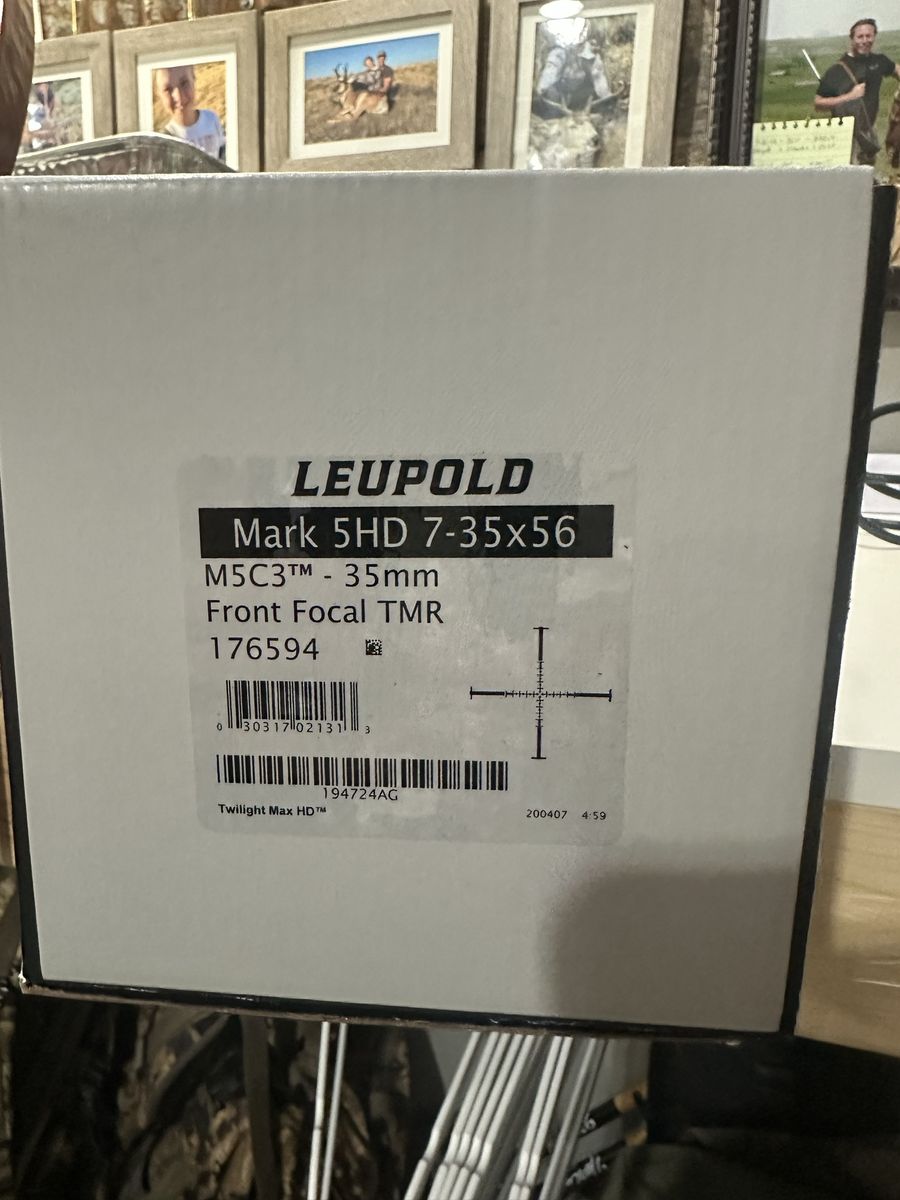 LEUPOLD
Mark 5HD 7-35x56
M5C3™ - 35mm
Front Focal TMR
176594
0 30317 02131 3
194724AG
Twilight Max HD™
200407 4:59